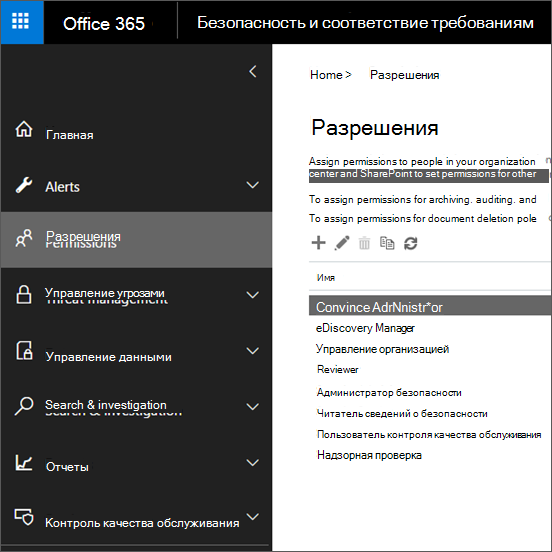 Office 365
Безопасность и соответствие требованиям
Home > Разрешения
Главная
Alerts
Разрешения
Permissions
Управление угрозами
Threat management
Управление данными
Search & investigation
Search & investigation
Отчеты
Контроль качества обслуживания
Разрешения
Assign permissions to people in your organization
center and SharePoint to set permissions for other
To assign permissions for archiving. auditing. and
To assign permissions for document deletion pole
Имя
Convince AdrNnistr*or
eDiscovery Manager
Управление организацией
Reviewer
Администратор безопасности
Читатель сведений о безопасности
Пользователь контроля качества обслуживания
Надзорная проверка